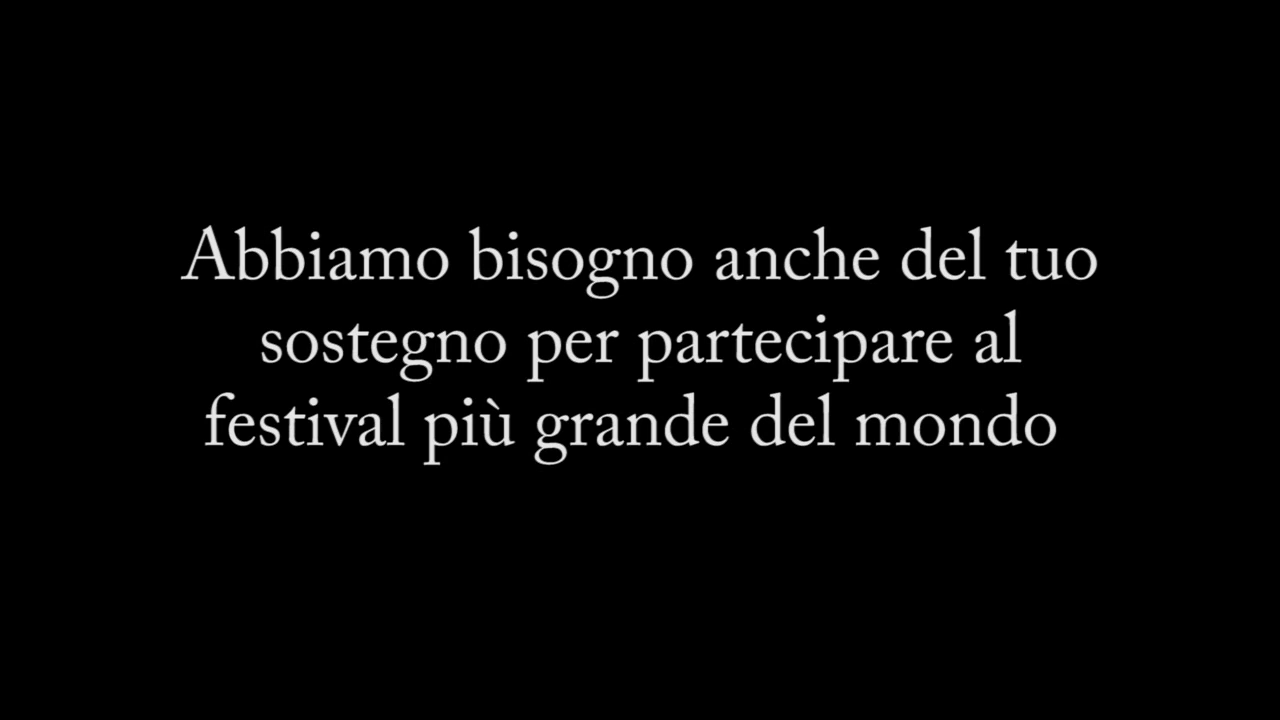 Abbiamo bisogno anche del tuo
sostegno per partecipare al
festival più grande del mondo